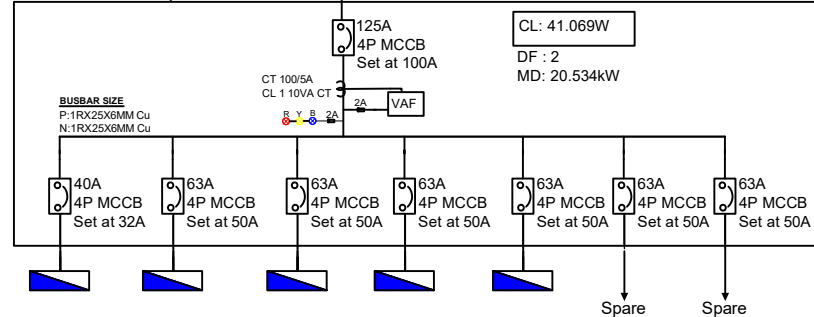 125A
4P MCCB
Set at 100A
CL: 41.069W
DF : 2
MD: 20.534kW
CT 100/5A
CL 1 10VA CT
2A
VAF
R Y B 2A
BUSBAR SIZE
P:1RX25X6MM Cu
N:1RX25X6MM Cu
40A
4P MCCB
Set at 32A
63A
4P MCCB
Set at 50A
63A
4P MCCB
Set at 50A
63A
4P MCCB
Set at 50A
63A
4P MCCB
Set at 50A
63A
4P MCCB
Set at 50A
63A
4P MCCB
Set at 50A
Spare
Spare